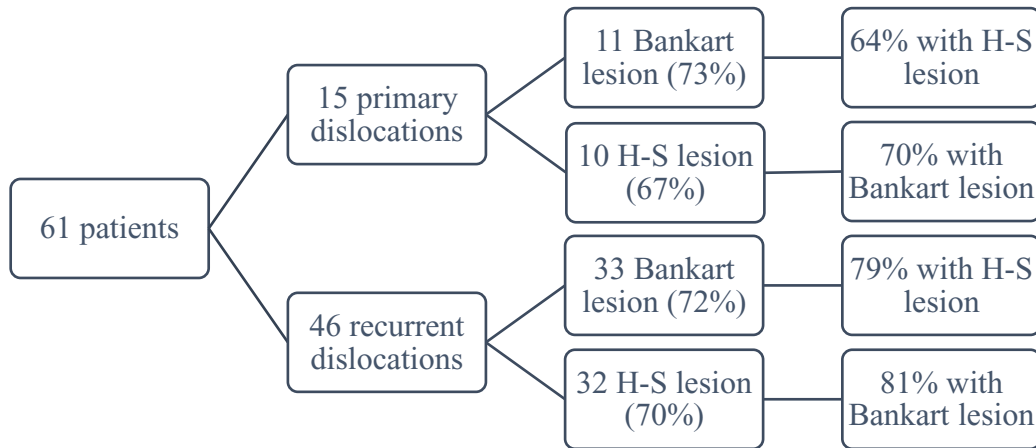 61 patients
15 primary
dislocations
11 Bankart
lesion (73%)
64% with H-S
lesion
10 H-S lesion
(67%)
70% with
Bankart lesion
46 recurrent
dislocations
33 Bankart
lesion (72%)
79% with H-S
lesion
32 H-S lesion
(70%)
81% with
Bankart lesion